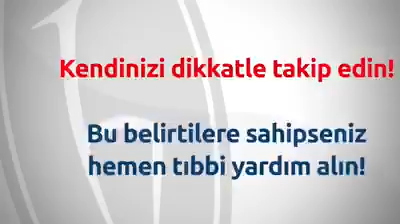 Kendinizi dikkatle takip edin!
Bu belirtilere sahipseniz
hemen tıbbi yardım alın!